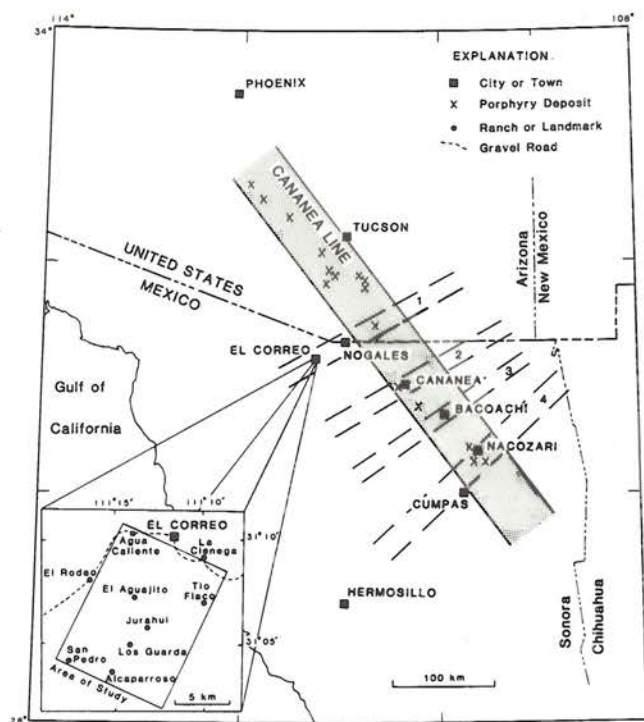 114°
108°
34°
EXPLANATION
City or Town
x Porphyry Deposit
Ranch or Landmark
Gravel Road
PHOENIX
CANANEA LINE
TUCSON
UNITED STATES
MEXICO
Arizona
New Mexico
1
EL CORREO
NOGALES
2
CANANEA
3
BACOACHI
4
NACOZARI
Gulf of
California
CUMPAS
HERMOSILLO
Sonora
Chihuahua
100 km
111°15'
111°10'
EL CORREO
31°10'
Agua
Caliente
La
Cienega
El Rodeo
El Aguajito
Tio
Flaco
Jurahui
31°05'
San
Pedro
Los Guarda
Alcaparroso
Area of Study
5 km
28°